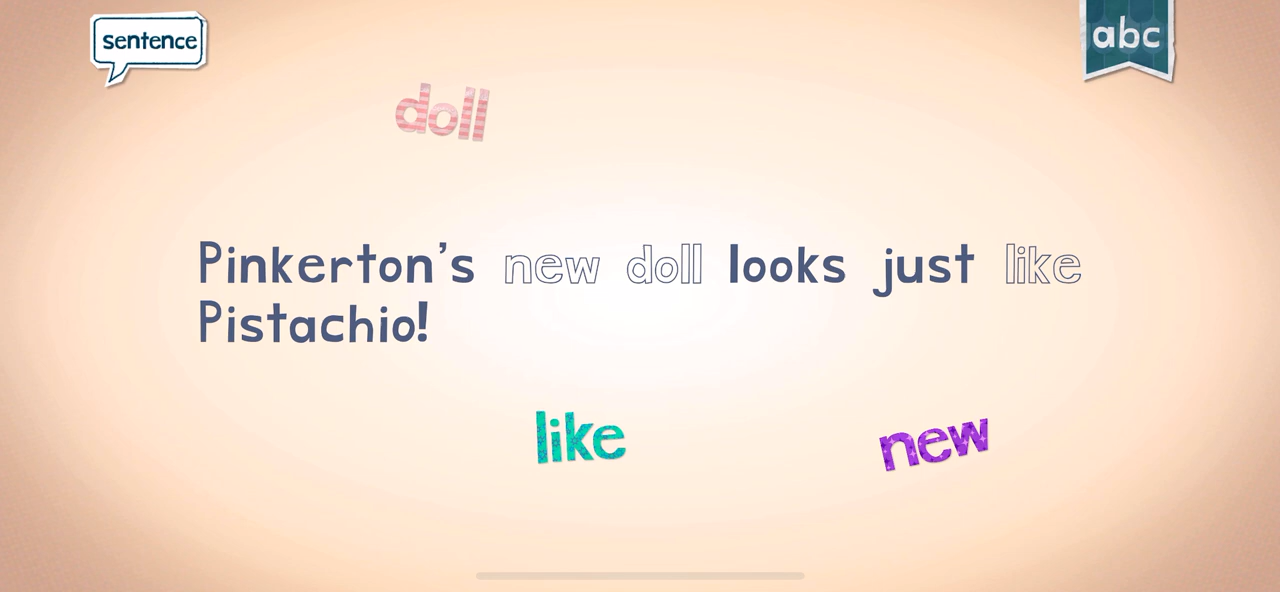 sentence
abc
doll
Pinkerton's new doll looks just like
Pistachio!
like
new